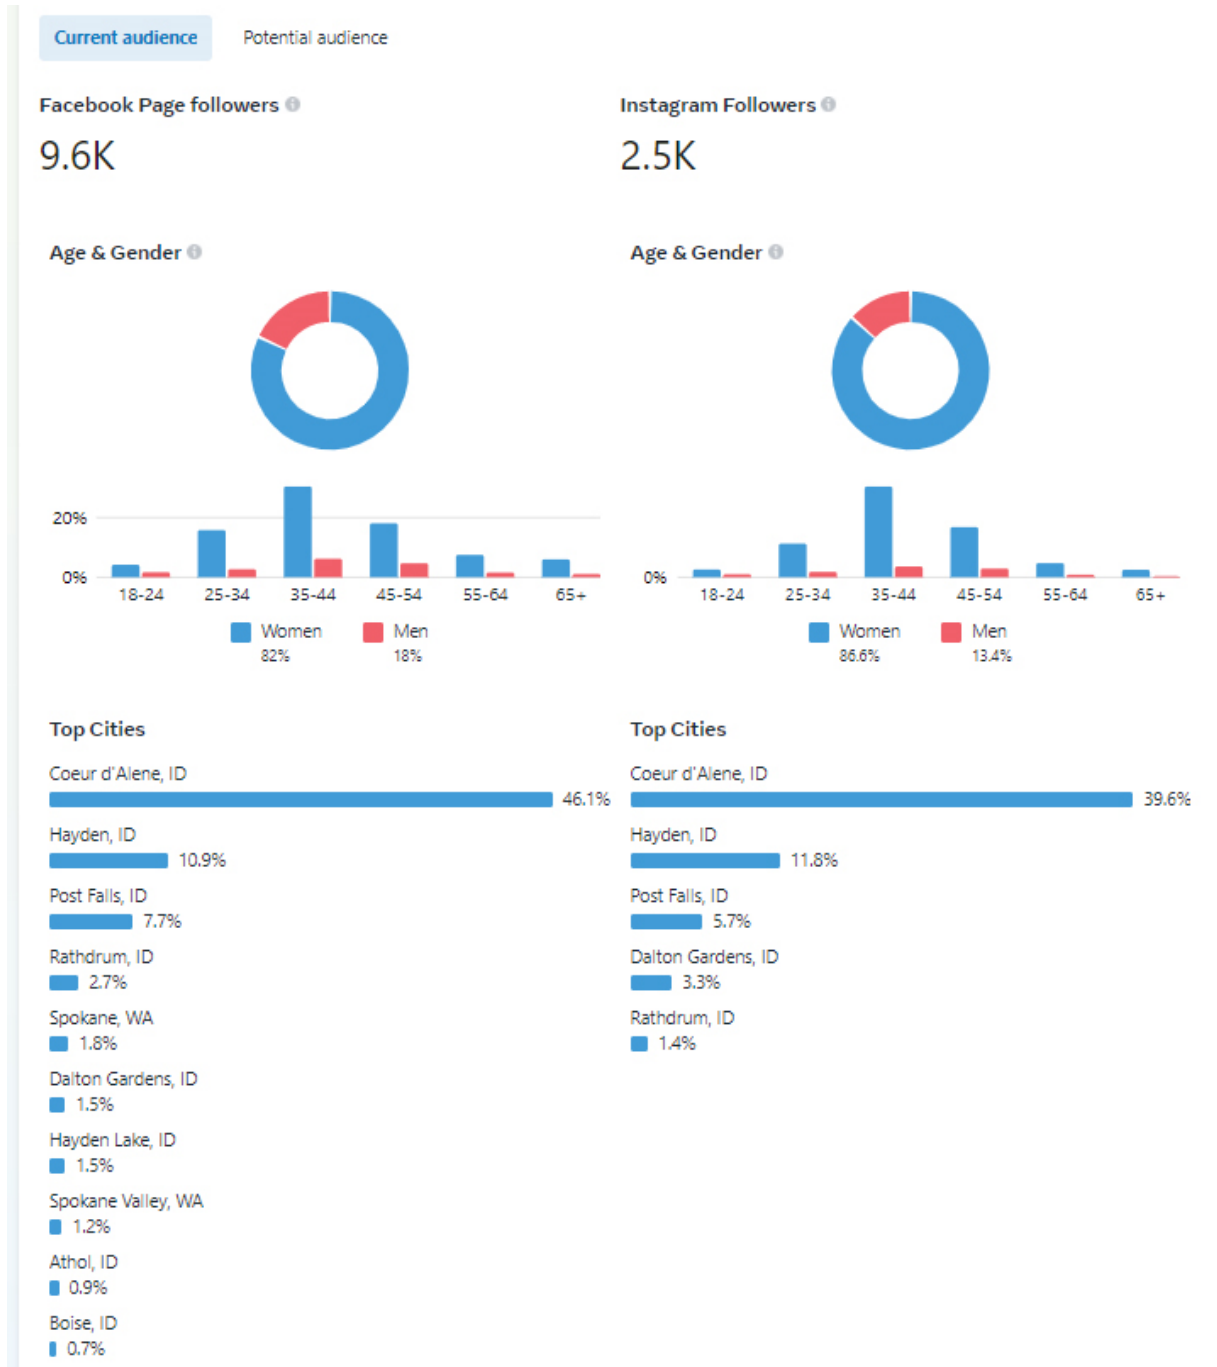 Current audience
Potential audience
Facebook Page followers
9.6K
Age & Gender
20%
0%
18-24 25-34 35-44 45-54 55-64 65+
Women Men
82% 18%
Top Cities
Coeur d'Alene, ID
46.1%
Hayden, ID
10.9%
Post Falls, ID
7.7%
Rathdrum, ID
2.7%
Spokane, WA
1.8%
Dalton Gardens, ID
1.5%
Hayden Lake, ID
1.5%
Spokane Valley, WA
1.2%
Athol, ID
0.9%
Boise, ID
0.7%
Instagram Followers
2.5K
Age & Gender
0%
18-24 25-34 35-44 45-54 55-64 65+
Women Men
86.6% 13.4%
Top Cities
Coeur d'Alene, ID
39.6%
Hayden, ID
11.8%
Post Falls, ID
5.7%
Dalton Gardens, ID
3.3%
Rathdrum, ID
1.4%